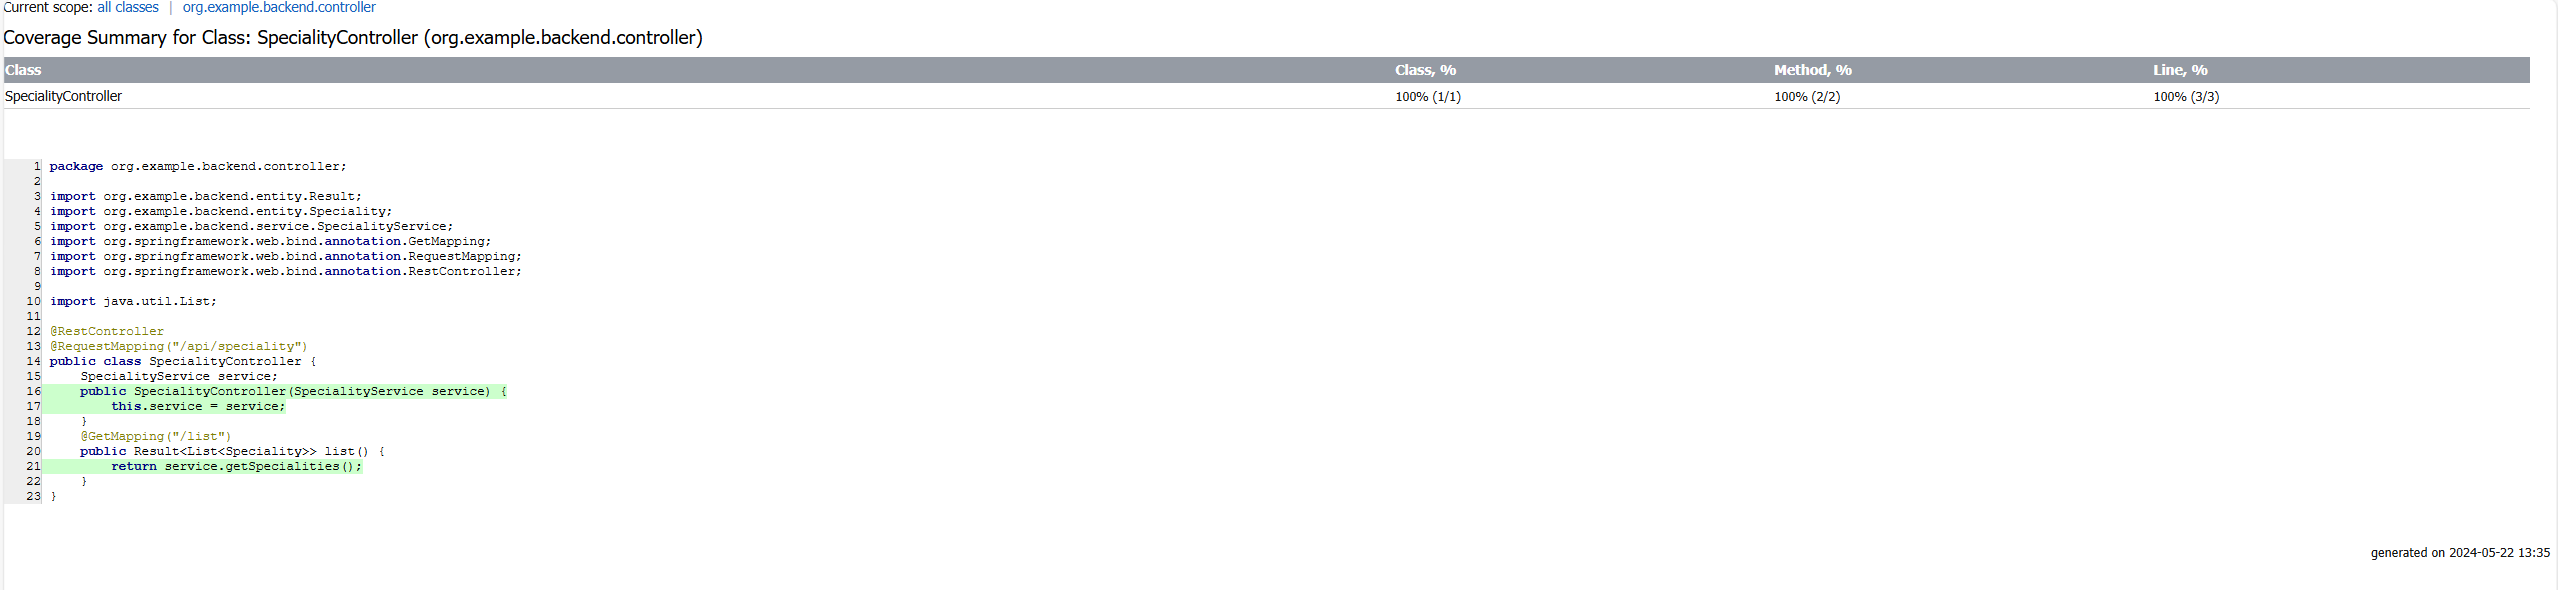 Current scope: all classes | org.example.backend.controller
Coverage Summary for Class: SpecialityController (org.example.backend.controller)
Class Class, % Method, % Line, %
SpecialityController 100% (1/1) 100% (2/2) 100% (3/3)
1 package org.example.backend.controller;
2
3 import org.example.backend.entity.Result;
4 import org.example.backend.entity.Speciality;
5 import org.example.backend.service.SpecialityService;
6 import org.springframework.web.bind.annotation.GetMapping;
7 import org.springframework.web.bind.annotation.RequestMapping;
8 import org.springframework.web.bind.annotation.RestController;
9
10 import java.util.List;
11
12 @RestController
13 @RequestMapping("/api/speciality")
14 public class SpecialityController {
15     SpecialityService service;
16     public SpecialityController(SpecialityService service) {
17         this.service = service;
18     }
19     @GetMapping("/list")
20     public Result<List<Speciality>> list() {
21         return service.getSpecialities();
22     }
23 }
generated on 2024-05-22 13:35